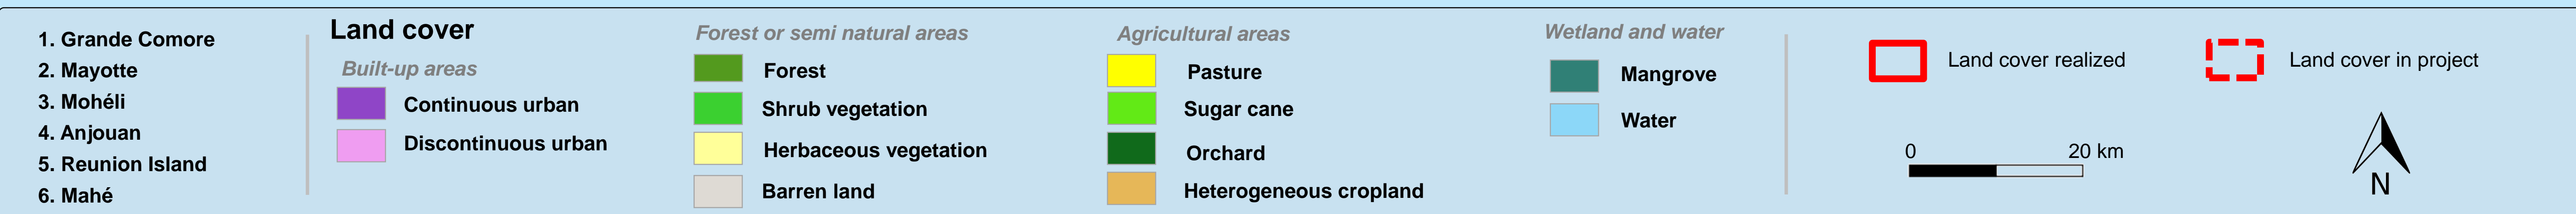 1. Grande Comore
2. Mayotte
3. Mohéli
4. Anjouan
5. Reunion Island
6. Mahé
Land cover
Built-up areas
Continuous urban
Discontinuous urban
Forest or semi natural areas
Forest
Shrub vegetation
Herbaceous vegetation
Barren land
Agricultural areas
Pasture
Sugar cane
Orchard
Heterogeneous cropland
Wetland and water
Mangrove
Water
Land cover realized
Land cover in project
0 20 km
N